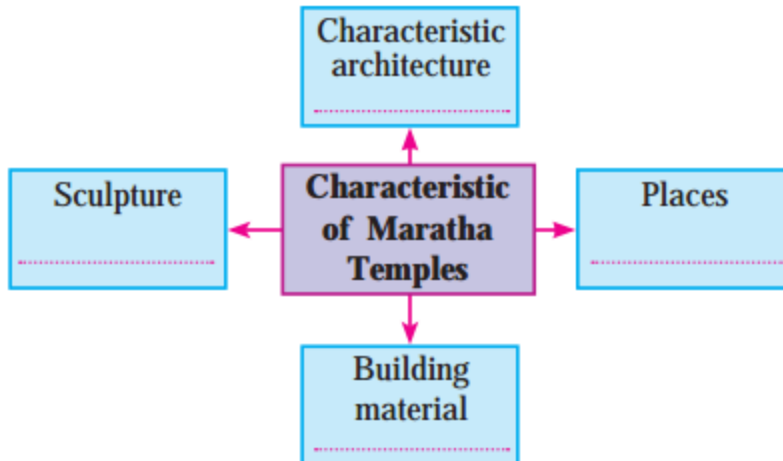 Characteristic
architecture
Sculpture
Characteristic
of Maratha
Temples
Places
Building
material